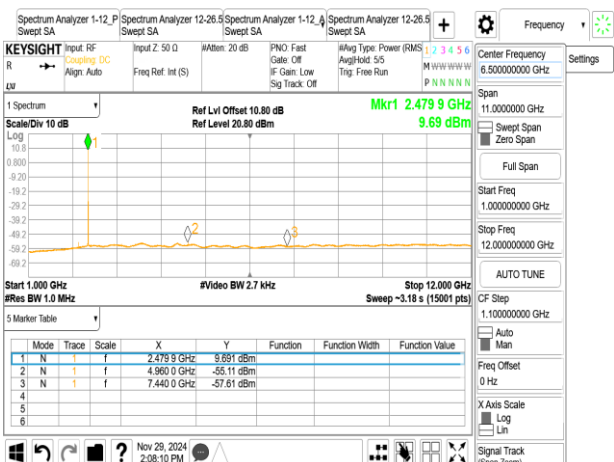 Spectrum Analyzer 1-12_P Spectrum Analyzer 12-26.5 Spectrum Analyzer 1-12_A Spectrum Analyzer 12-26.5
Swept SA Swept SA Swept SA Swept SA
Frequency
KEYSIGHT Input: RF Input Z: 50 Ω #Atten: 20 dB PNO: Fast #Avg Type: Power (RMS 1 2 3 4 5 6
R Coupling: DC Gate: Off Avg|Hold: 5/5 M W W W W W
Align: Auto Freq Ref: Int (S) IF Gain: Low Trig: Free Run
Sig Track: Off P N N N N N
LXI
1 Spectrum
Ref Lvl Offset 10.80 dB Mkr1 2.479 9 GHz
Scale/Div 10 dB Ref Level 20.80 dBm 9.69 dBm
Log
10.8
0.800
-9.20
-19.2
-29.2
-39.2
-49.2
-59.2
-69.2
1
2
3
Start 1.000 GHz #Video BW 2.7 kHz Stop 12.000 GHz
#Res BW 1.0 MHz Sweep ~3.18 s (15001 pts)
5 Marker Table
Mode Trace Scale X Y Function Function Width Function Value
1 N 1 f 2.479 9 GHz 9.691 dBm
2 N 1 f 4.960 0 GHz -55.11 dBm
3 N 1 f 7.440 0 GHz -57.61 dBm
4
5
6
? Nov 29, 2024
2:08:10 PM
Center Frequency
6.500000000 GHz
Settings
Span
11.0000000 GHz
Swept Span
Zero Span
Full Span
Start Freq
1.000000000 GHz
Stop Freq
12.000000000 GHz
AUTO TUNE
CF Step
1.100000000 GHz
Auto
Man
Freq Offset
0 Hz
X Axis Scale
Log
Lin
Signal Track
(Span Zoom)